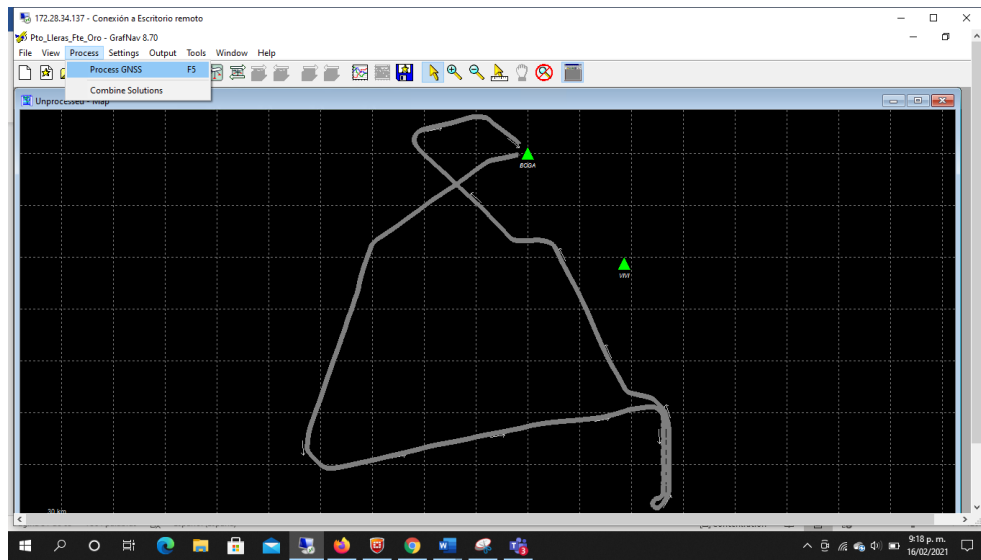 172.28.34.137 - Conexión a Escritorio remoto
Pto_Lleras_Fte_Oro - GrafNav 8.70
File View Process Settings Output Tools Window Help
Process GNSS F5
Combine Solutions
Unprocessed - Map
BOGA
VIVI
30 km
9:18 p. m.
16/02/2021